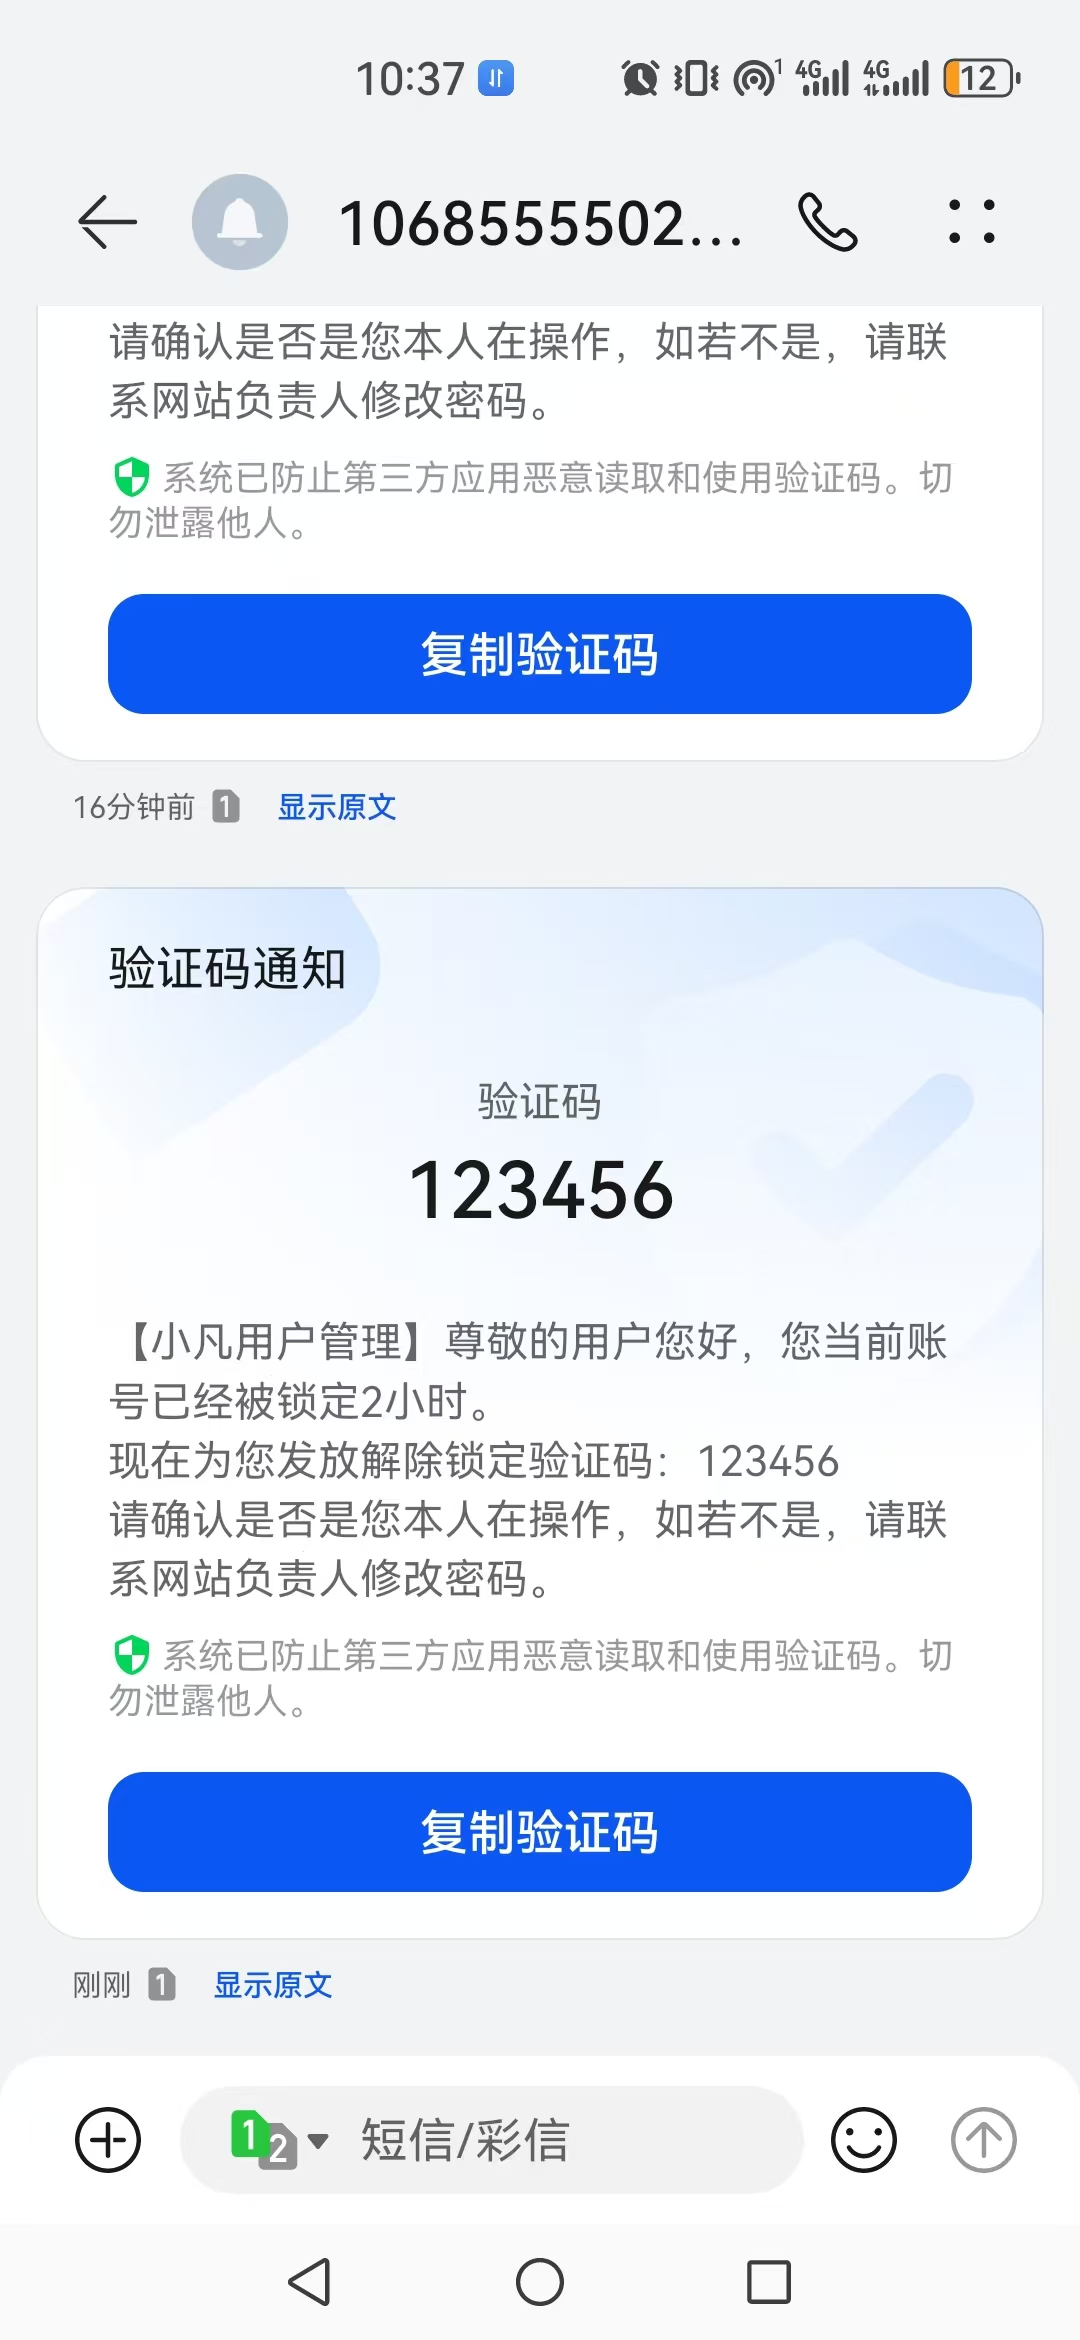 10:37
1
4G
4G
12
1068555502...
请确认是否是您本人在操作，如若不是，请联
系网站负责人修改密码。
系统已防止第三方应用恶意读取和使用验证码。切
勿泄露他人。
复制验证码
16分钟前 1 显示原文
验证码通知
验证码
123456
【小凡用户管理】尊敬的用户您好，您当前账
号已经被锁定2小时。
现在为您发放解除锁定验证码：123456
请确认是否是您本人在操作，如若不是，请联
系网站负责人修改密码。
系统已防止第三方应用恶意读取和使用验证码。切
勿泄露他人。
复制验证码
刚刚 1 显示原文
1 2 短信/彩信